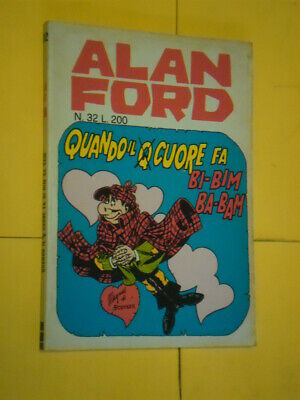 ALAN
FORD
N. 32 L. 200
QUANDO IL CUORE FA
BI-BIM
BA-BAM